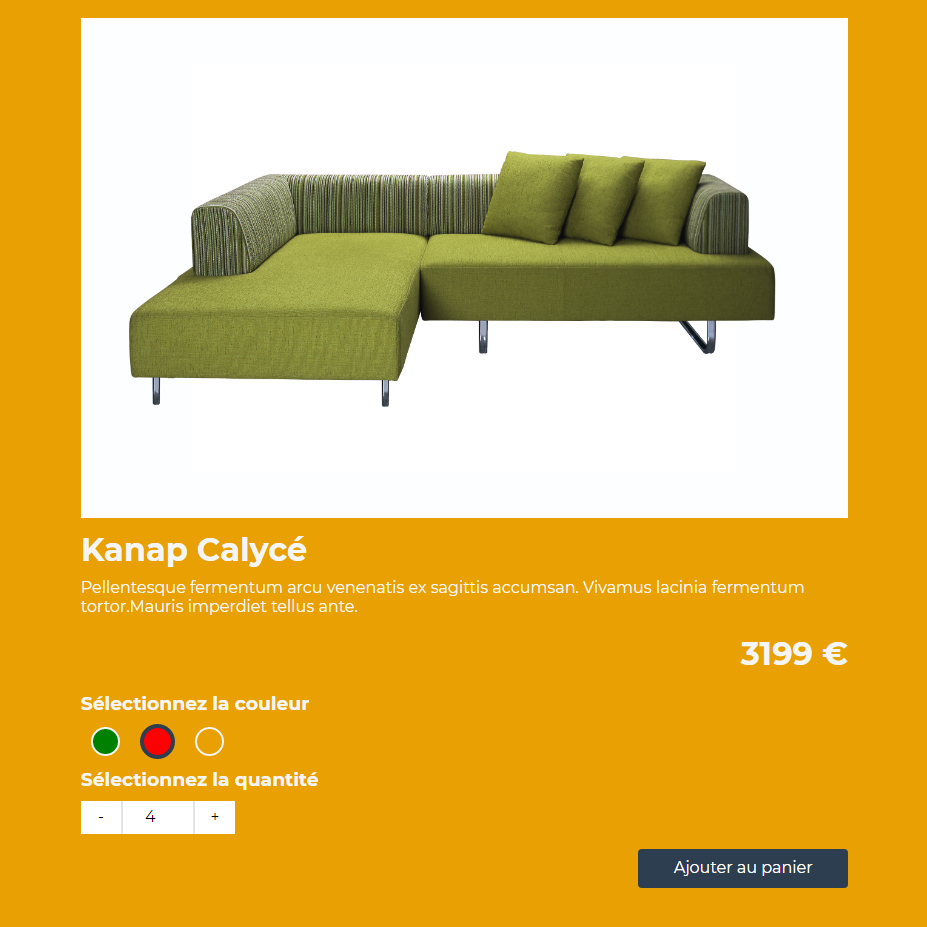 Kanap Calycé
Pellentesque fermentum arcu venenatis ex sagittis accumsan. Vivamus lacinia fermentum
tortor.Mauris imperdiet tellus ante.
3199 €
Sélectionnez la couleur
Sélectionnez la quantité
- 4 +
Ajouter au panier